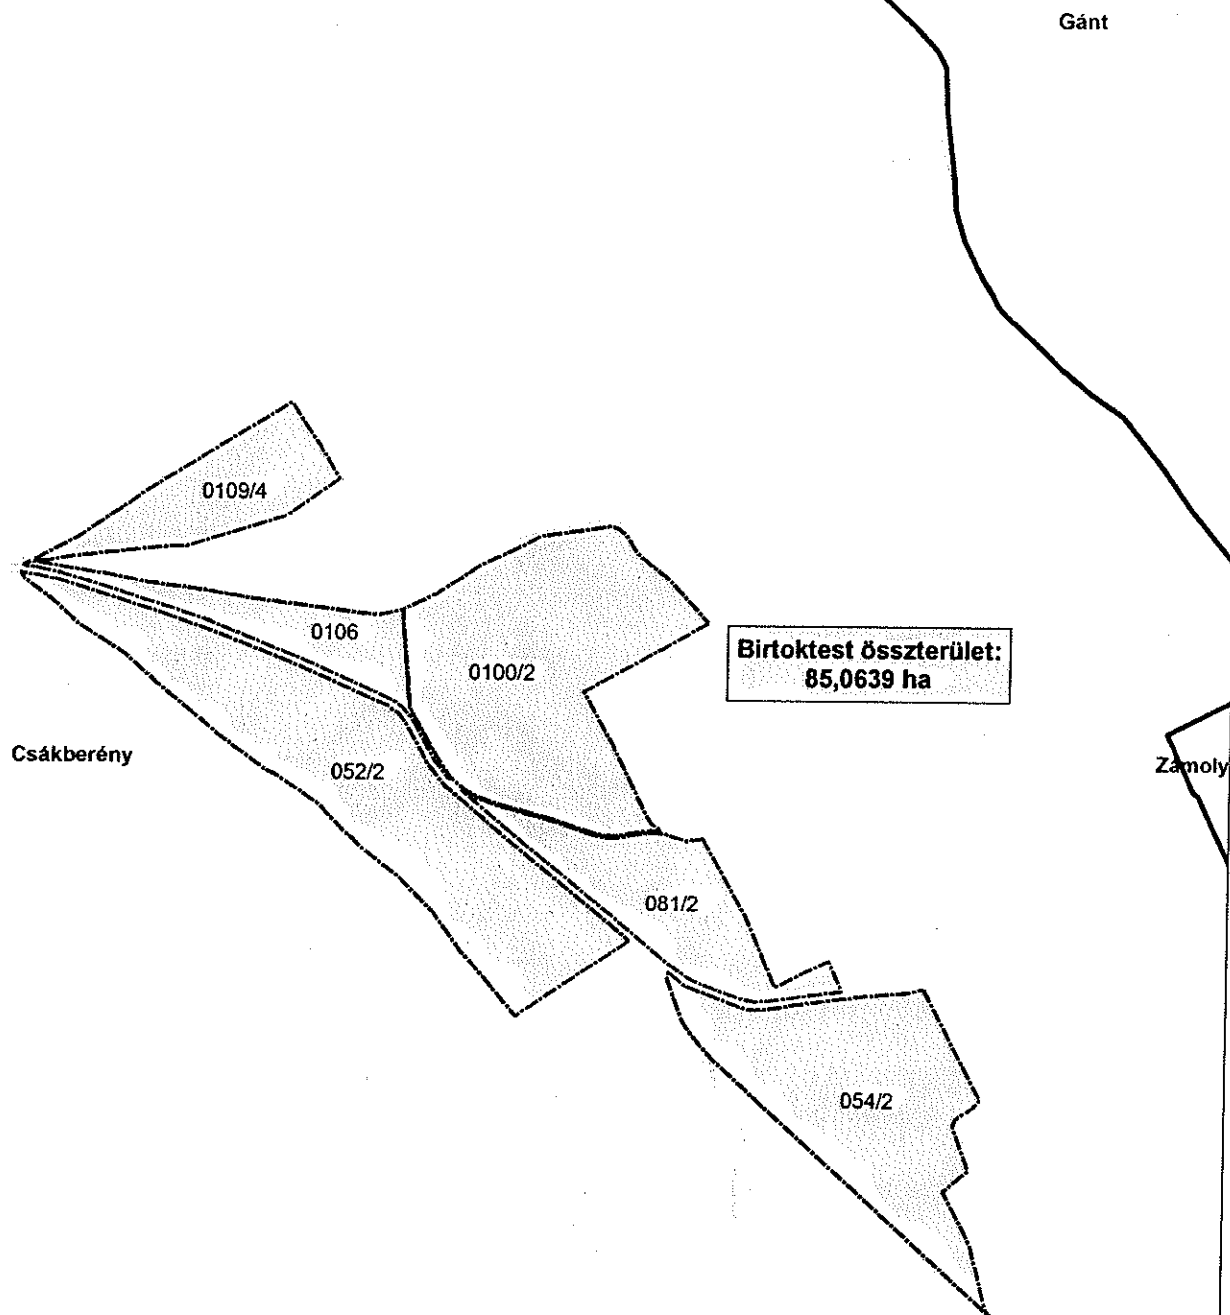 Gánt
0109/4
0106
0100/2
Birtoktest összterület:
85,0639 ha
Csákberény
052/2
Zámoly
081/2
054/2